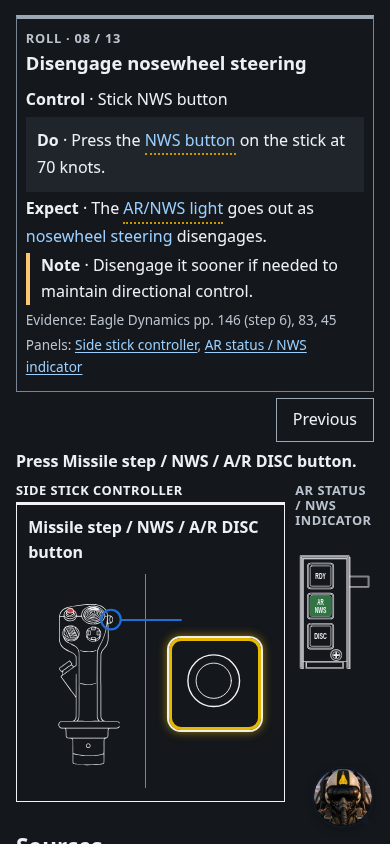 ROLL · 08 / 13
Disengage nosewheel steering
Control · Stick NWS button
Do · Press the NWS button on the stick at
70 knots.
Expect · The AR/NWS light goes out as
nosewheel steering disengages.
Note · Disengage it sooner if needed to
maintain directional control.
Evidence: Eagle Dynamics pp. 146 (step 6), 83, 45
Panels: Side stick controller, AR status / NWS
indicator
Previous
Press Missile step / NWS / A/R DISC button.
SIDE STICK CONTROLLER
Missile step / NWS / A/R DISC
button
AR STATUS
/ NWS
INDICATOR
RDY
AR
NWS
DISC
Sources